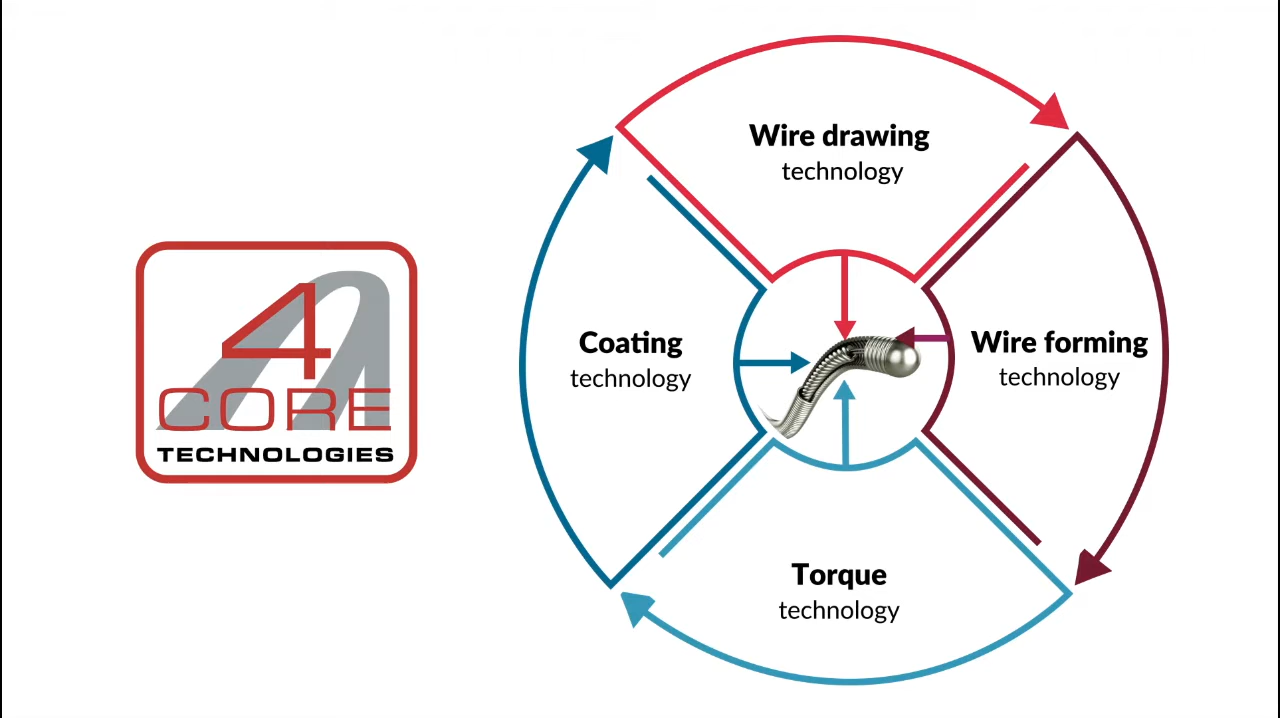 4
CORE
TECHNOLOGIES
Wire drawing
technology
Coating
technology
Wire forming
technology
Torque
technology